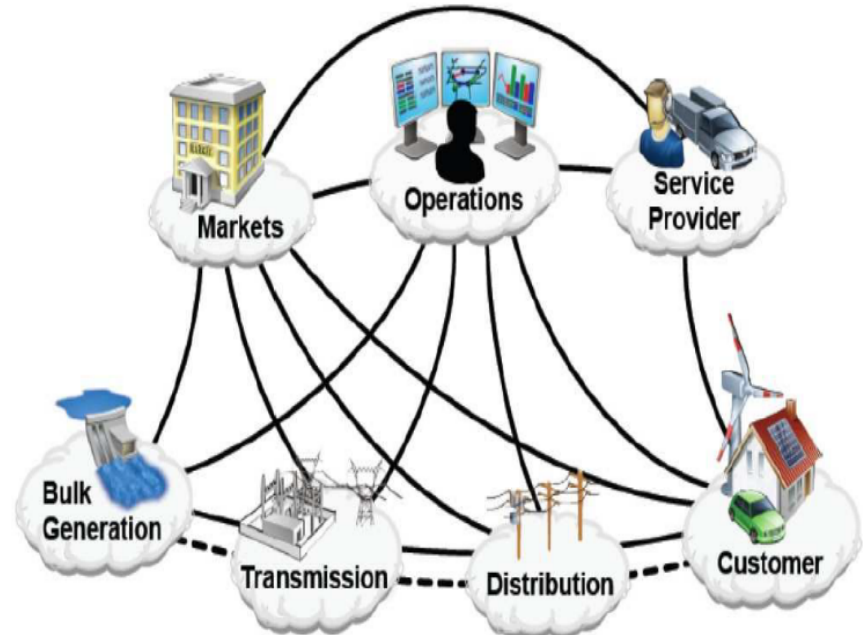 Markets
Operations
Service
Provider
Bulk
Generation
Transmission
Distribution
Customer